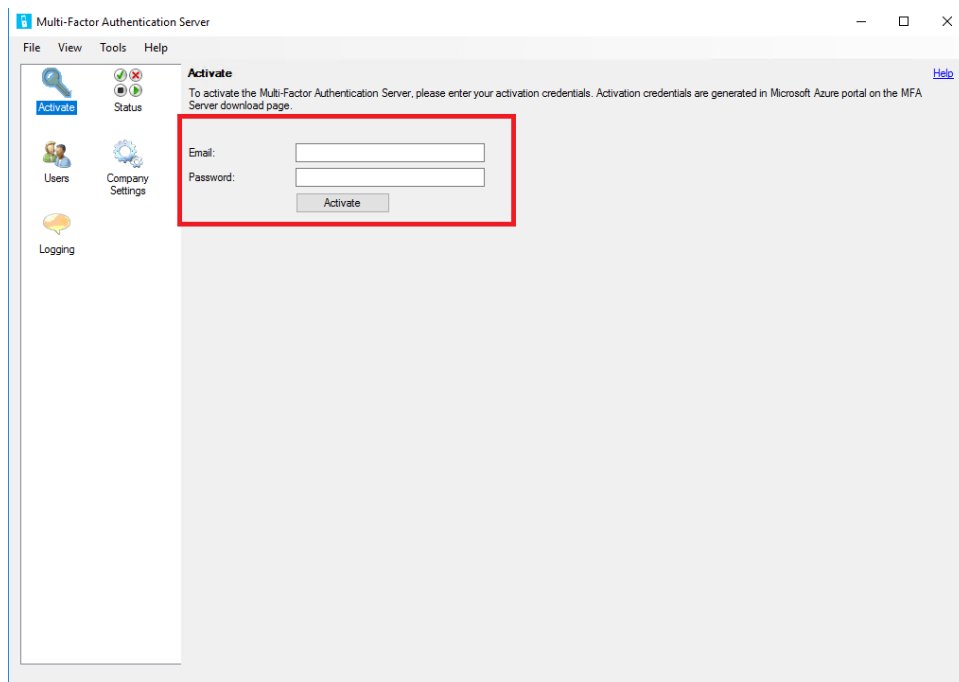 Multi-Factor Authentication Server
File View Tools Help
Activate
Status
Users
Company
Settings
Logging
Activate
Help
To activate the Multi-Factor Authentication Server, please enter your activation credentials. Activation credentials are generated in Microsoft Azure portal on the MFA
Server download page.
Email:
Password:
Activate